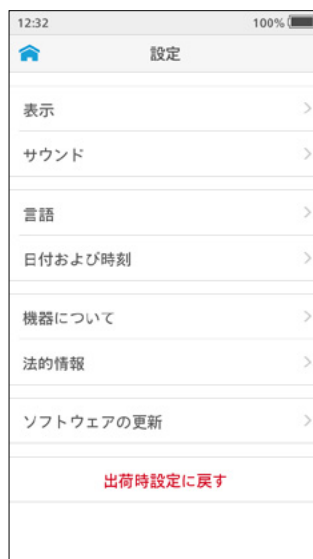 12:32 100%
設定
表示
サウンド
言語
日付および時刻
機器について
法的情報
ソフトウェアの更新
出荷時設定に戻す